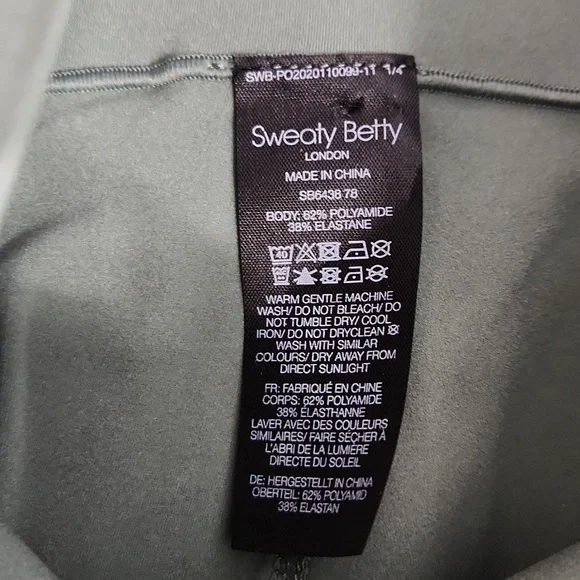 SWB-PO2020110099-11 1/4
Sweaty Betty
LONDON
MADE IN CHINA
SB6438 78
BODY: 62% POLYAMIDE
38% ELASTANE
40
WARM GENTLE MACHINE
WASH/ DO NOT BLEACH/ DO
NOT TUMBLE DRY/ COOL
IRON/ DO NOT DRYCLEAN
WASH WITH SIMILAR
COLOURS/ DRY AWAY FROM
DIRECT SUNLIGHT
FR: FABRIQUÉ EN CHINE
CORPS: 62% POLYAMIDE
38% ÉLASTHANNE
LAVER AVEC DES COULEURS
SIMILAIRES/ FAIRE SÉCHER À
L'ABRI DE LA LUMIÈRE
DIRECTE DU SOLEIL
DE: HERGESTELLT IN CHINA
OBERTEIL: 62% POLYAMID
38% ELASTAN